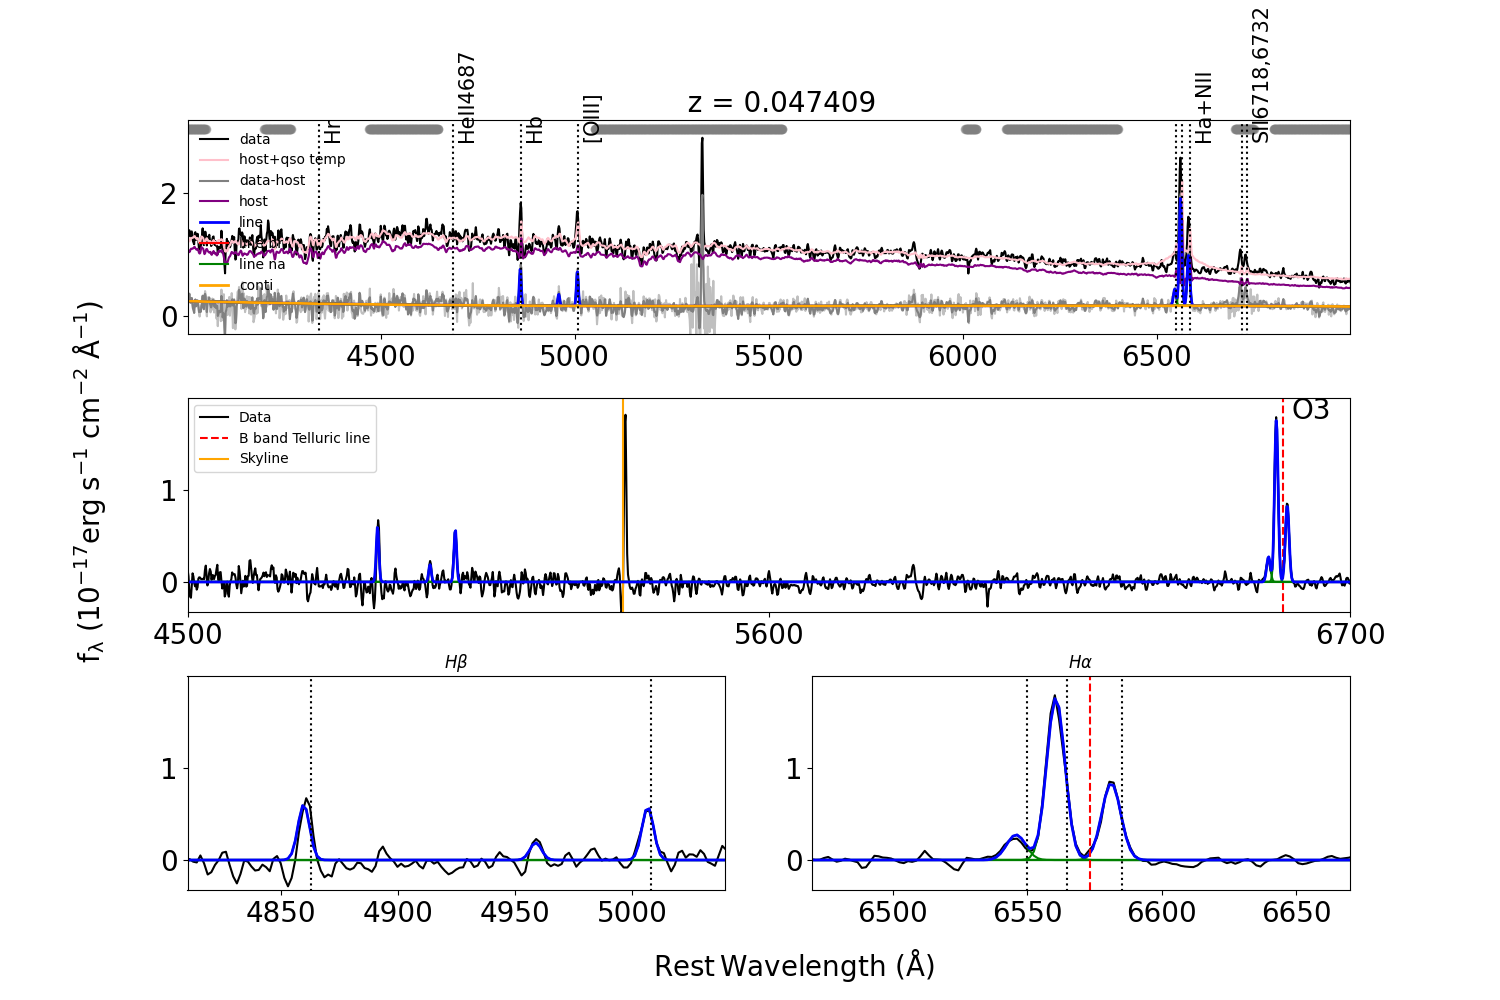 z = 0.047409
Hr
HeII4687
Hb
[OIII]
Ha+NII
SII6718,6732
data
host+qso temp
data-host
host
line
line br
line na
conti
2
0
4500
5000
5500
6000
6500
f_λ (10^−17 erg s^−1 cm^−2 Å^−1)
Data
B band Telluric line
Skyline
O3
1
0
4500
5600
6700
Hβ
1
0
4850
4900
4950
5000
Hα
1
0
6500
6550
6600
6650
Rest Wavelength (Å)